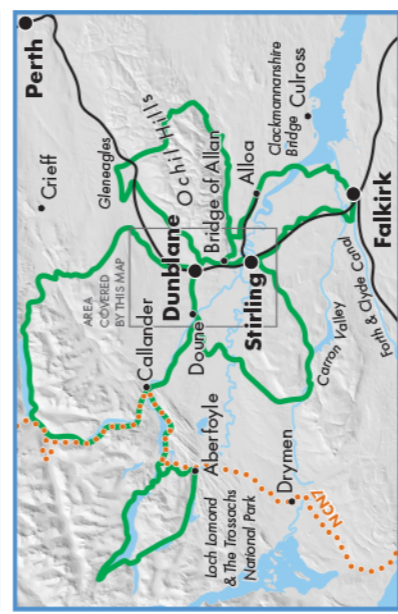 Perth
Crieff
Gleneagles
Ochil Hills
Clackmannanshire
Bridge
Culross
Alloa
Bridge of Allan
AREA
COVERED
BY THIS MAP
Dunblane
Stirling
Falkirk
Callander
Doune
Carron Valley
Forth & Clyde Canal
Aberfoyle
Drymen
Loch Lomond
& The Trossachs
National Park
NCN7